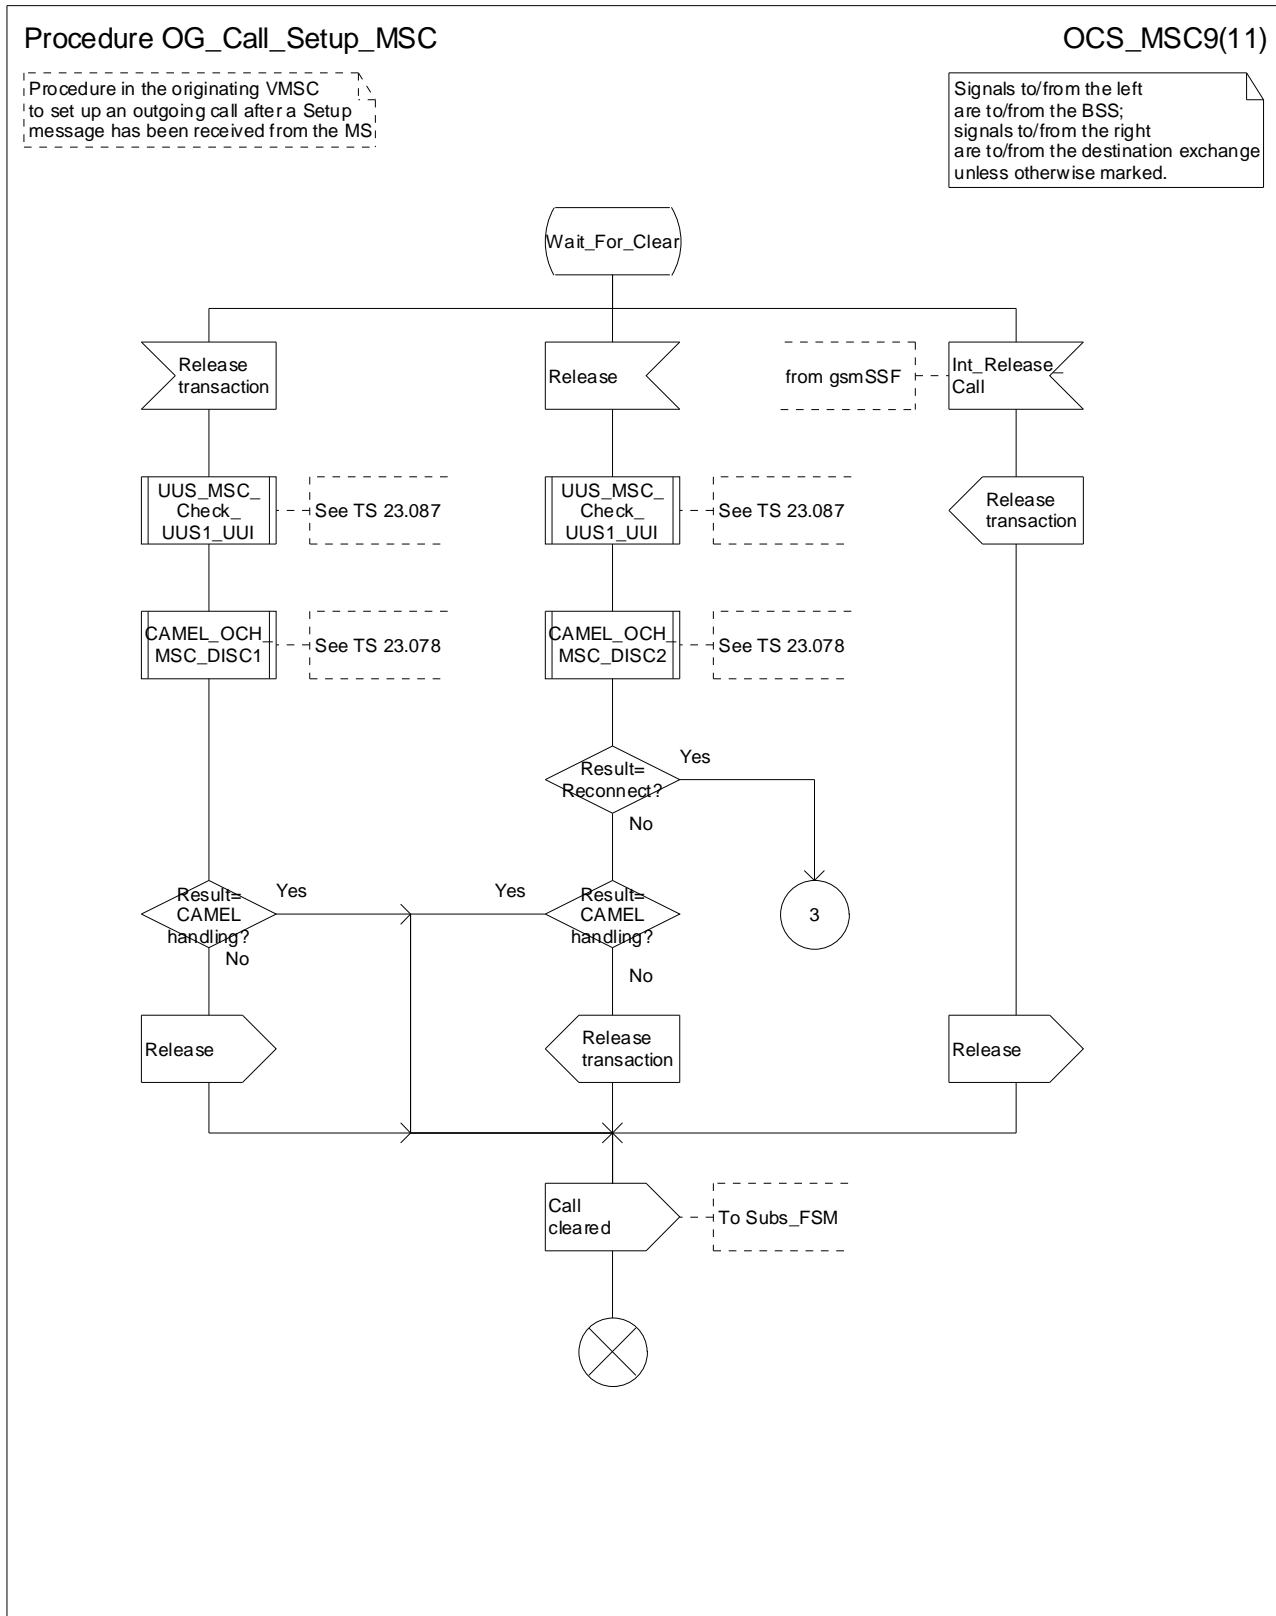 Procedure OG_Call_Setup_MSC
OCS_MSC9(11)
Procedure in the originating VMSC
to set up an outgoing call after a Setup
message has been received from the MS
Signals to/from the left
are to/from the BSS;
signals to/from the right
are to/from the destination exchange
unless otherwise marked.
Wait_For_Clear
Release
transaction
Release
from gsmSSF
Int_Release_
Call
UUS_MSC_
Check_
UUS1_UUI
See TS 23.087
UUS_MSC_
Check_
UUS1_UUI
See TS 23.087
Release
transaction
CAMEL_OCH_
MSC_DISC1
See TS 23.078
CAMEL_OCH_
MSC_DISC2
See TS 23.078
Result=
Reconnect?
Yes
No
Result=
CAMEL
handling?
Yes
No
Yes
Result=
CAMEL
handling?
No
3
Release
Release
transaction
Release
Call
cleared
To Subs_FSM